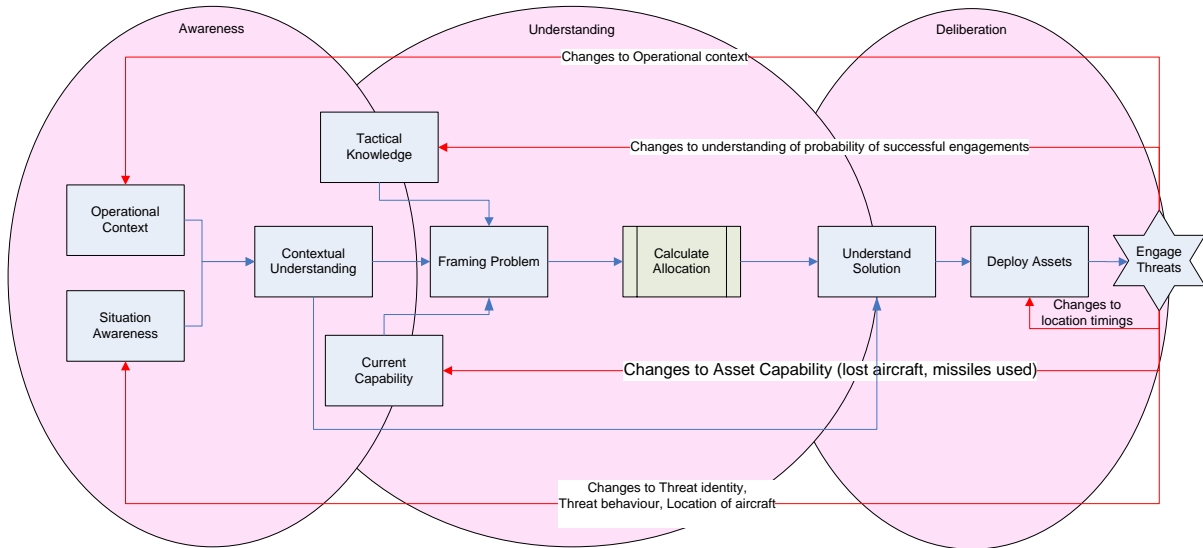 Awareness
Understanding
Deliberation
Changes to Operational context
Tactical
Knowledge
Changes to understanding of probability of successful engagements
Operational
Context
Contextual
Understanding
Framing Problem
Calculate
Allocation
Understand
Solution
Deploy Assets
Engage
Threats
Situation
Awareness
Changes to
location timings
Current
Capability
Changes to Asset Capability (lost aircraft, missiles used)
Changes to Threat identity,
Threat behaviour, Location of aircraft